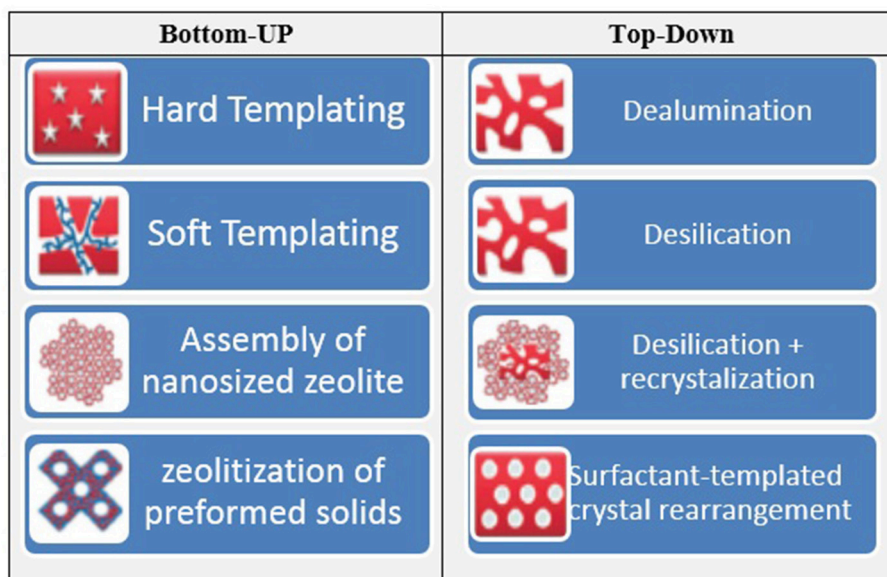 Bottom-UP
Top-Down
Hard Templating
Dealumination
Soft Templating
Desilication
Assembly of
nanosized zeolite
Desilication +
recrystalization
zeolitization of
preformed solids
Surfactant-templated
crystal rearrangement